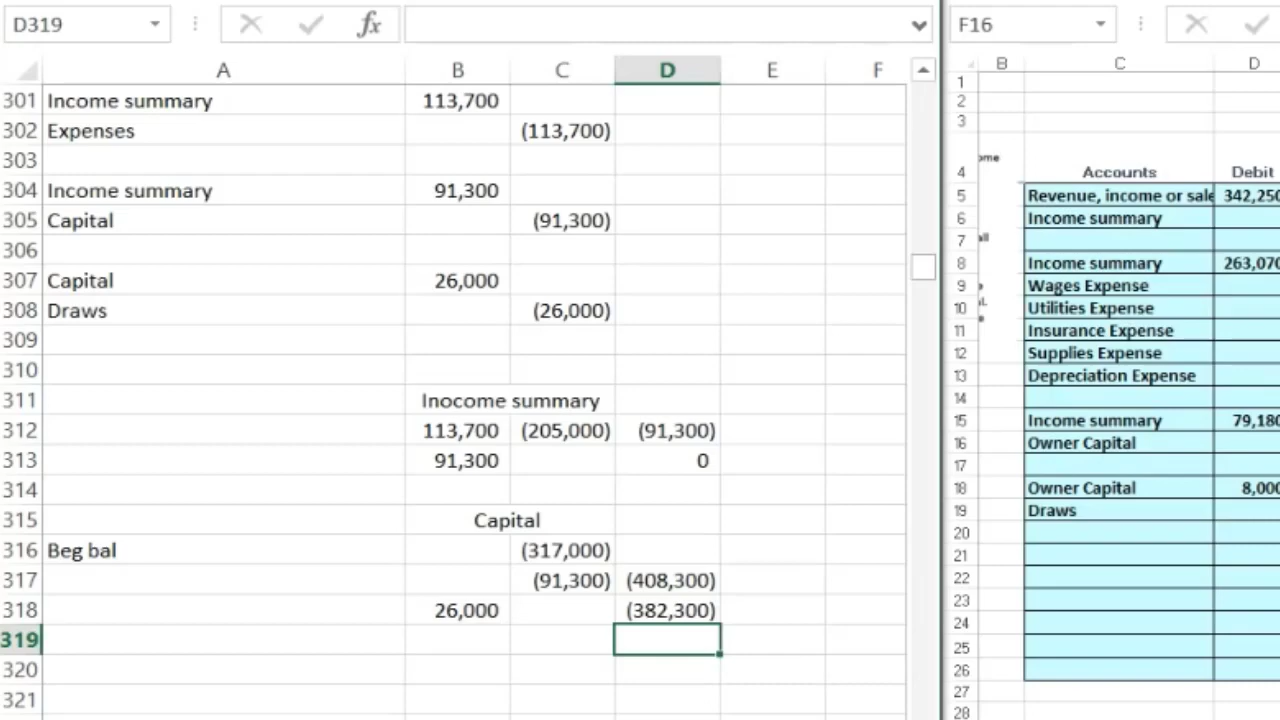 D319
fx
F16
A B C D E F
301 Income summary 113,700
302 Expenses (113,700)
303
304 Income summary 91,300
305 Capital (91,300)
306
307 Capital 26,000
308 Draws (26,000)
309
310
311 Inocome summary
312 113,700 (205,000) (91,300)
313 91,300 0
314
315 Capital
316 Beg bal (317,000)
317 (91,300) (408,300)
318 26,000 (382,300)
319
320
321
B C D
1
2
3
ome
4 Accounts Debit
5 Revenue, income or sale 342,250
6 Income summary
7
8 Income summary 263,070
9 Wages Expense
10 Utilities Expense
11 Insurance Expense
12 Supplies Expense
13 Depreciation Expense
14
15 Income summary 79,180
16 Owner Capital
17
18 Owner Capital 8,000
19 Draws
20
21
22
23
24
25
26
27
28